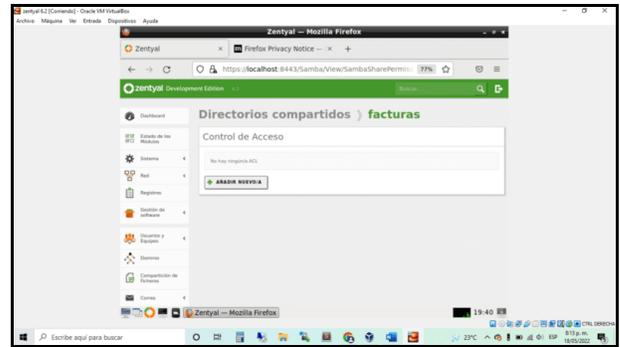 zentyal 6.2 [Corriendo] - Oracle VM VirtualBox
Archivo Máquina Ver Entrada Dispositivos Ayuda
Zentyal — Mozilla Firefox
Zentyal × Firefox Privacy Notice — × +
https://localhost:8443/Samba/View/SambaSharePermis 77%
zentyal Development Edition 6.2 Buscar...
Directorios compartidos facturas
Dashboard
Control de Acceso
Estado de los
Módulos
No hay ningún/a ACL
Sistema
Red
AÑADIR NUEVO/A
Registros
Gestión de
software
Usuarios y
Equipos
Dominio
Compartición de
Ficheros
Correo
Zentyal — Mozilla Firefox 19:40
CTRL DERECHA
Escribe aquí para buscar 23°C ESP 8:13 p. m.
18/05/2022